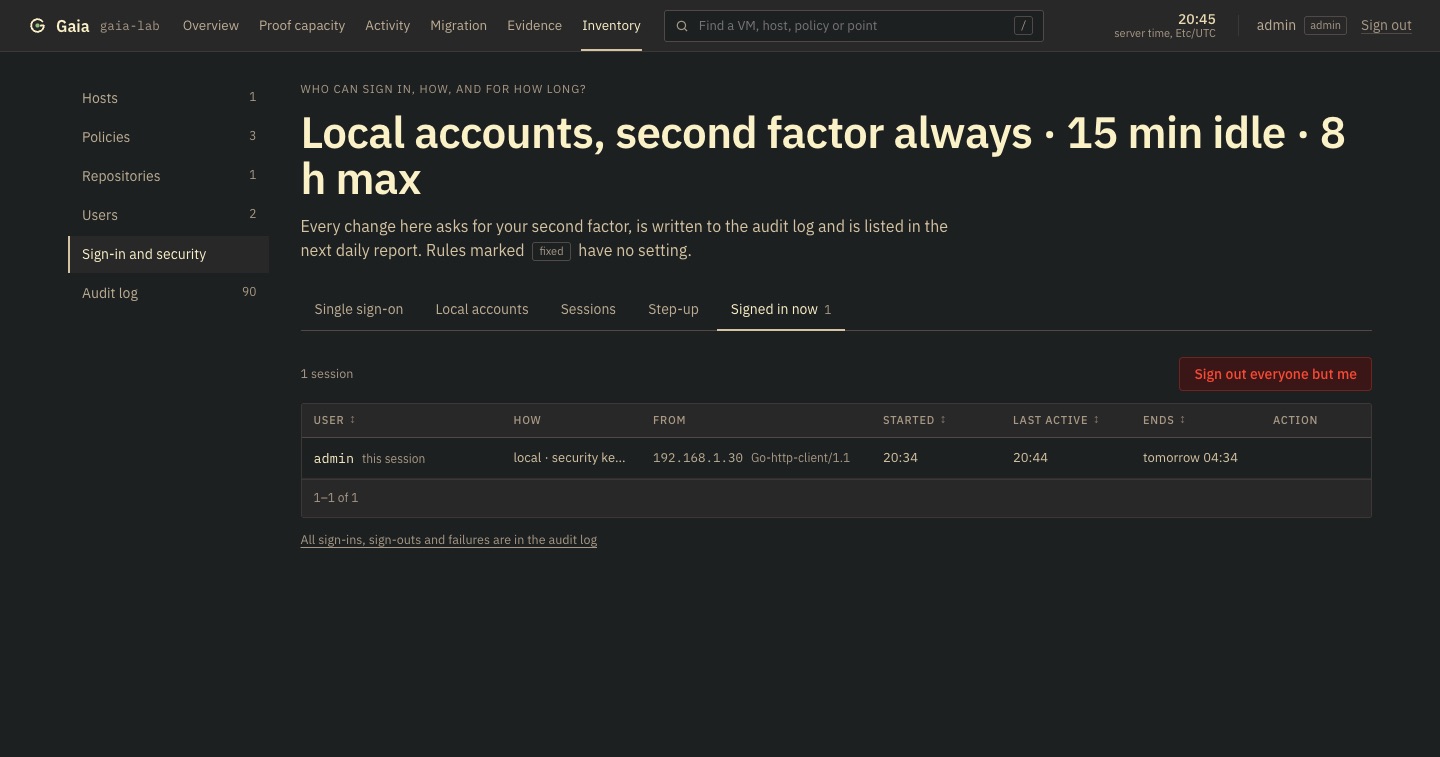 Gaia gaia-lab Overview Proof capacity Activity Migration Evidence Inventory Find a VM, host, policy or point / 20:45 admin admin Sign out
server time, Etc/UTC
Hosts 1
Policies 3
Repositories 1
Users 2
Sign-in and security
Audit log 90
WHO CAN SIGN IN, HOW, AND FOR HOW LONG?
Local accounts, second factor always · 15 min idle · 8
h max
Every change here asks for your second factor, is written to the audit log and is listed in the
next daily report. Rules marked fixed have no setting.
Single sign-on Local accounts Sessions Step-up Signed in now 1
1 session Sign out everyone but me
USER ↕ HOW FROM STARTED ↕ LAST ACTIVE ↕ ENDS ↕ ACTION
admin this session local · security ke... 192.168.1.30 Go-http-client/1.1 20:34 20:44 tomorrow 04:34
1–1 of 1
All sign-ins, sign-outs and failures are in the audit log